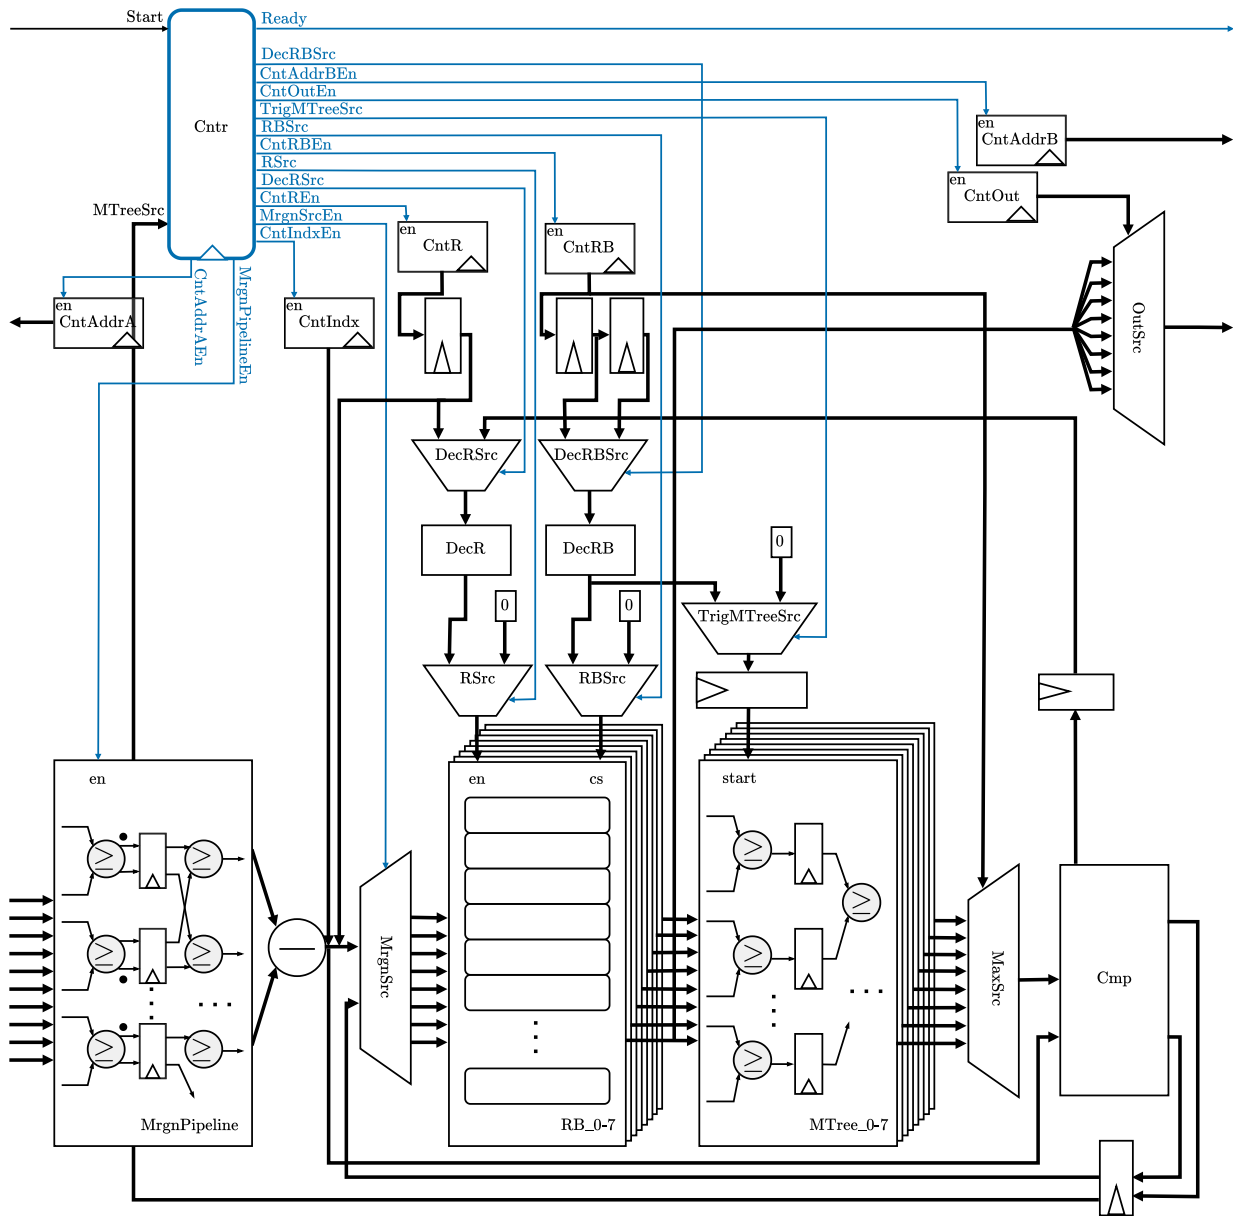 Start
Ready
DecRBSrc
CntAddrBEn
CntOutEn
TrigMTreeSrc
RBSrc
CntRBEn
RSrc
DecRSrc
CntREn
MrgnSrcEn
CntIndxEn
Cntr
MTreeSrc
CntAddrAEn
MrgnPipelineEn
en
CntAddrB
en
CntOut
en
CntR
en
CntRB
en
CntAddrA
en
CntIndx
OutSrc
DecRSrc
DecRBSrc
DecR
DecRB
0
0
0
TrigMTreeSrc
RSrc
RBSrc
en
≥
≥
≥
≥
≥
≥
MrgnPipeline
—
MrgnSrc
en
cs
RB_0-7
start
≥
≥
≥
≥
MTree_0-7
MaxSrc
Cmp